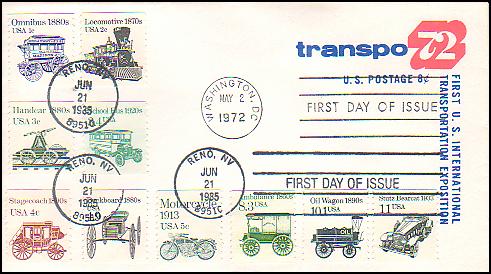 Omnibus 1880s
USA 1c
Locomotive 1870s
USA 2c
transpo 72
U.S. POSTAGE 8¢
FIRST U.S. INTERNATIONAL
TRANSPORTATION EXPOSITION
RENO, NV
JUN
21
1985
89510
WASHINGTON, DC
MAY 2
1972
FIRST DAY OF ISSUE
Handcar 1880s
USA 3c
School Bus 1920s
RENO, NV
JUN
21
1985
RENO, NV
JUN
21
1985
8951C
FIRST DAY OF ISSUE
Stagecoach 1890s
USA 4c
Buckboard 1880s
Motorcycle
1913
USA 5c
Ambulance 1860s
Oil Wagon 1890s
10.1 USA
Stutz Bearcat 1933
11 USA